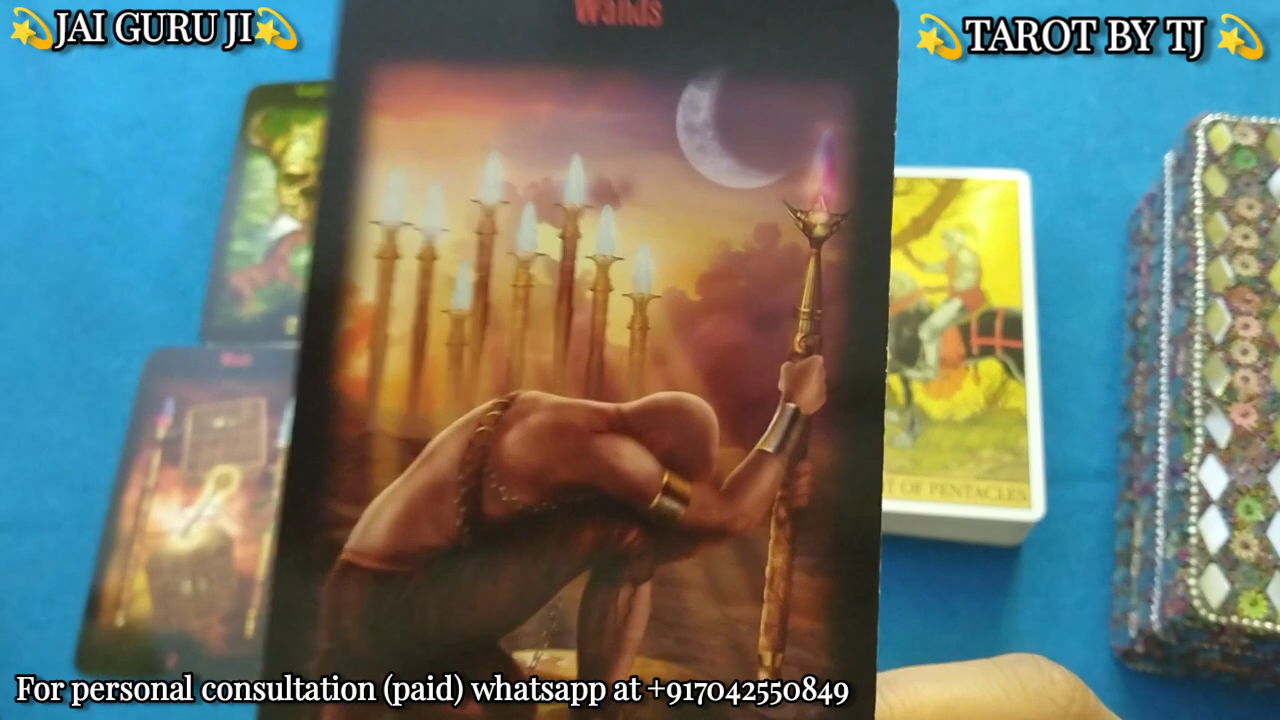 💫JAI GURU JI💫
💫TAROT BY TJ 💫
Wands
T OF PENTACLES
For personal consultation (paid) whatsapp at +917042550849